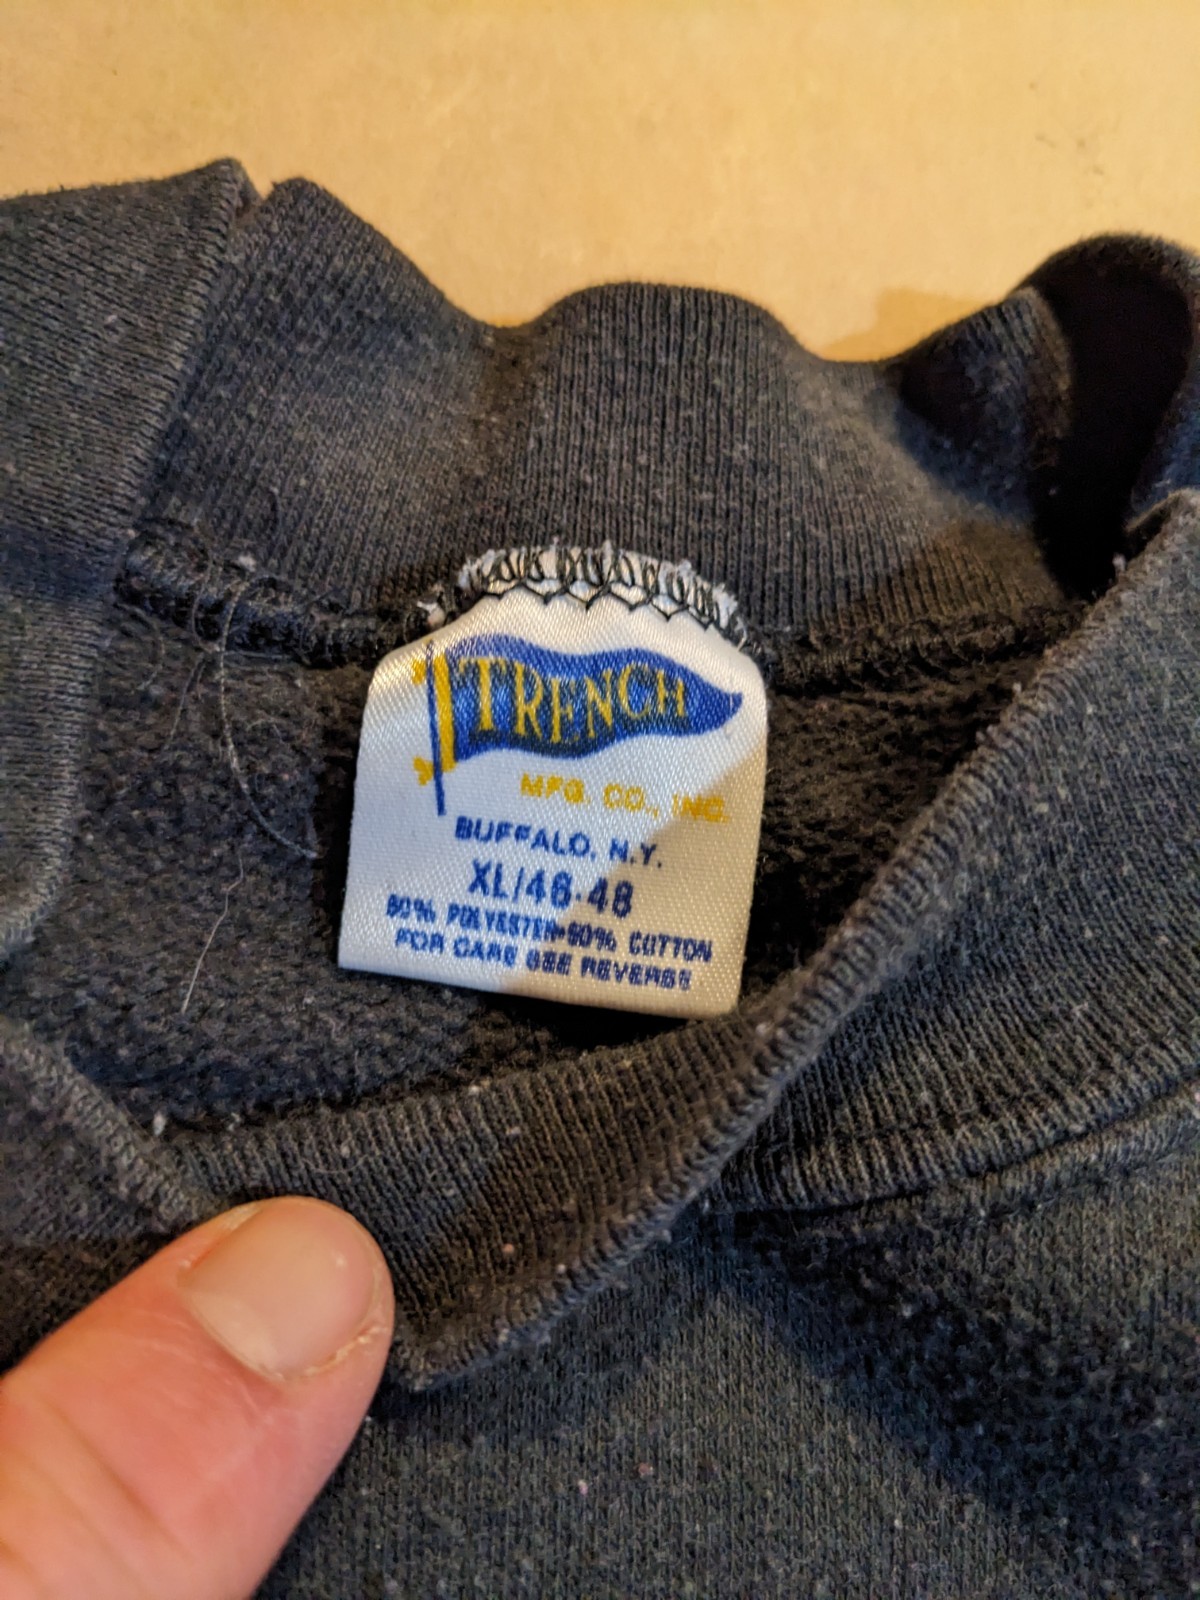 TRENCH
MFG. CO., INC.
BUFFALO, N.Y.
XL/46-48
50% POLYESTER•50% COTTON
FOR CARE SEE REVERSE